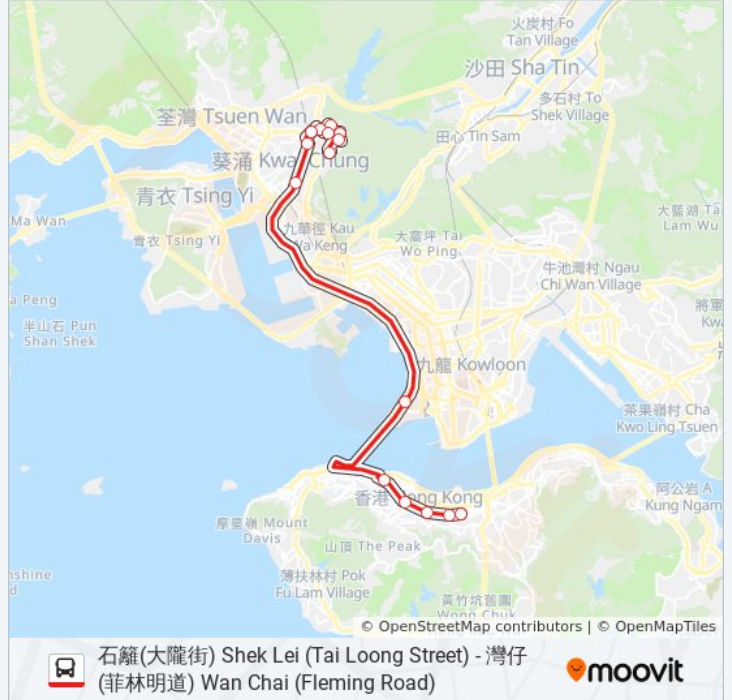 火炭村 Fo
Tan Village
沙田 Sha Tin
多石村 To
Shek Village
荃灣 Tsuen Wan
田心 Tin Sam
葵涌 Kwai Chung
青衣 Tsing Yi
Ma Wan
大藍湖 Ta
Lam Wu
九華徑 Kau
Wa Keng
大窩坪 Tai
Wo Ping
青衣 Tsing Yi
牛池灣村 Ngau
Chi Wan Village
a Peng
將軍
Kwa
半山石 Pun
Shan Shek
九龍 Kowloon
茶果嶺村 Cha
Kwo Ling Tsuen
香港 Hong Kong
阿公岩 A
Kung Ngam
摩星嶺 Mount
Davis
山頂 The Peak
nshine
d
薄扶林村 Pok
Fu Lam Village
黃竹坑舊圍
Wong Chuk
© OpenStreetMap contributors | © OpenMapTiles
石籬(大隴街) Shek Lei (Tai Loong Street) - 灣仔
(菲林明道) Wan Chai (Fleming Road)
moovit